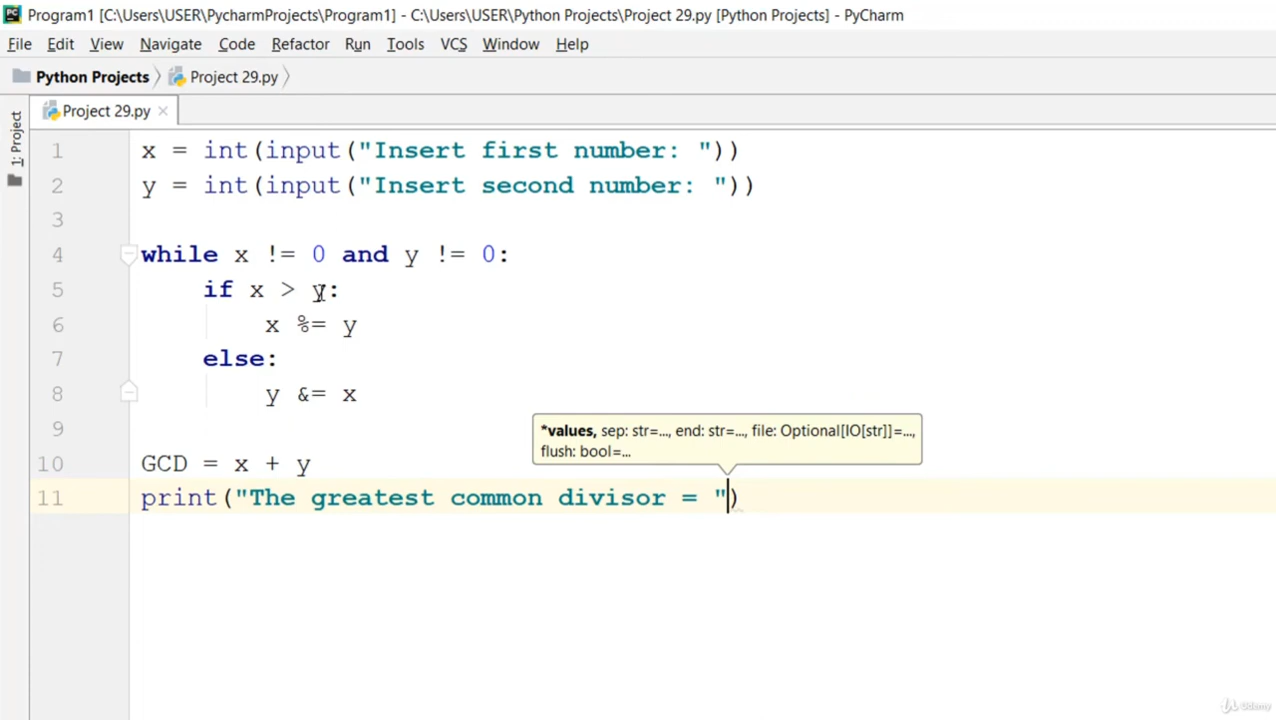 PC Program1 [C:\Users\USER\PycharmProjects\Program1] - C:\Users\USER\Python Projects\Project 29.py [Python Projects] - PyCharm
File Edit View Navigate Code Refactor Run Tools VCS Window Help
Python Projects Project 29.py
1: Project
Project 29.py
1 x = int(input("Insert first number: "))
2 y = int(input("Insert second number: "))
3
4 while x != 0 and y != 0:
5 if x > y:
6 x %= y
7 else:
8 y &= x
9
*values, sep: str=..., end: str=..., file: Optional[IO[str]]=...,
flush: bool=...
10 GCD = x + y
11 print("The greatest common divisor = ")
Udemy